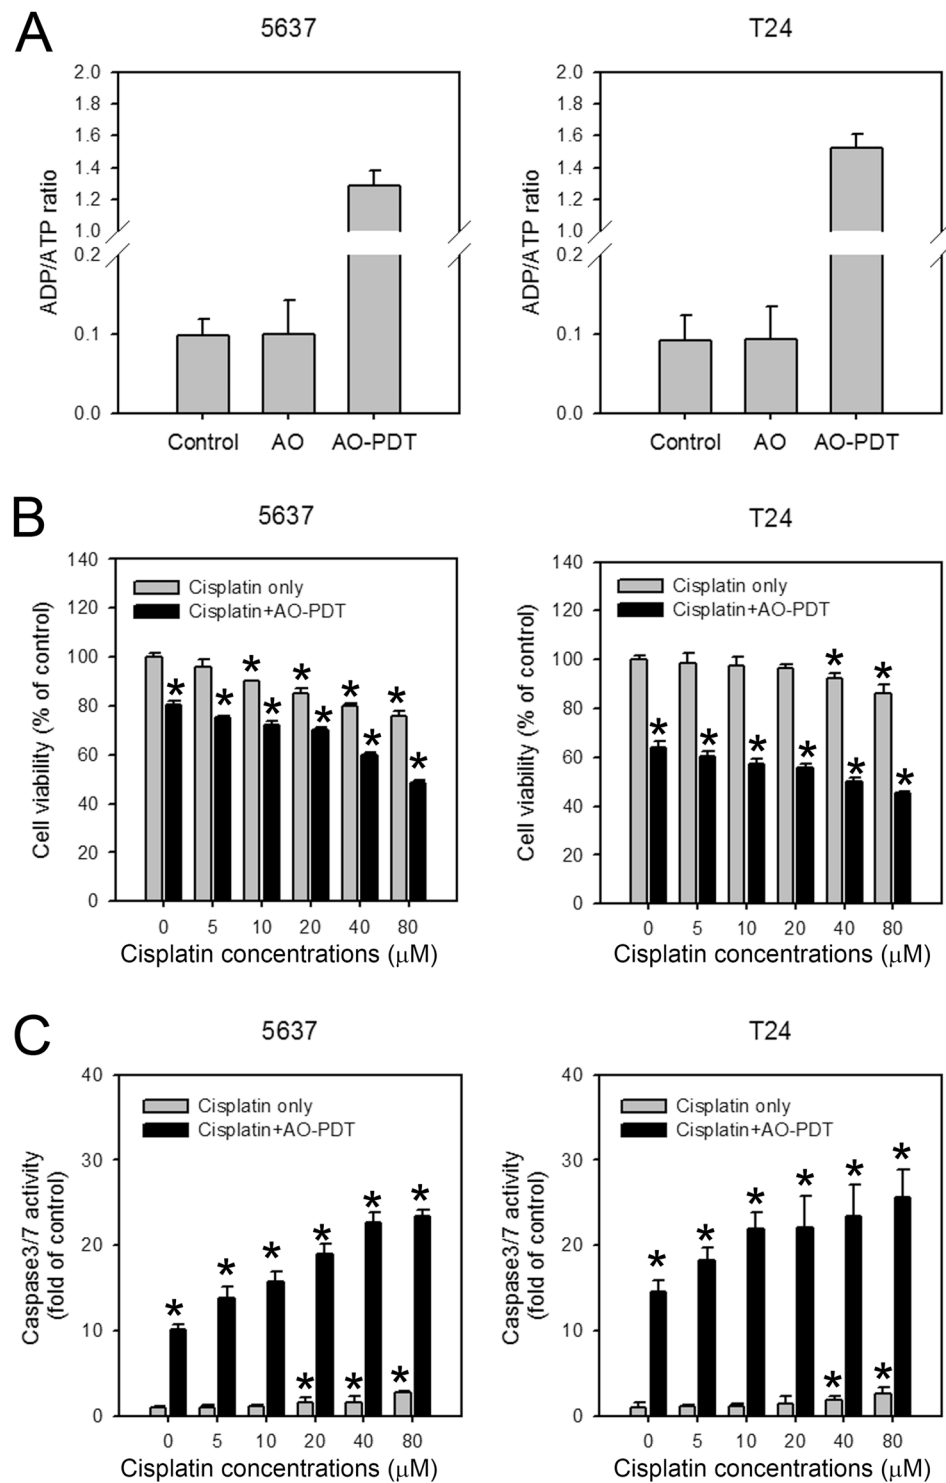 A
5637
T24
ADP/ATP ratio
2.0
1.8
1.6
1.4
1.2
1.0
0.2
0.1
0.0
Control AO AO-PDT
ADP/ATP ratio
2.0
1.8
1.6
1.4
1.2
1.0
0.2
0.1
0.0
Control AO AO-PDT
B
5637
T24
Cell viability (% of control)
140
120
100
80
60
40
20
0
Cisplatin only
Cisplatin+AO-PDT
* * * * * * * * * *
0 5 10 20 40 80
Cisplatin concentrations (μM)
Cell viability (% of control)
140
120
100
80
60
40
20
0
Cisplatin only
Cisplatin+AO-PDT
* * * * * * * *
0 5 10 20 40 80
Cisplatin concentrations (μM)
C
5637
T24
Caspase3/7 activity
(fold of control)
40
30
20
10
0
Cisplatin only
Cisplatin+AO-PDT
* * * * * * * * *
0 5 10 20 40 80
Cisplatin concentrations (μM)
Caspase3/7 activity
(fold of control)
40
30
20
10
0
Cisplatin only
Cisplatin+AO-PDT
* * * * * * * *
0 5 10 20 40 80
Cisplatin concentrations (μM)